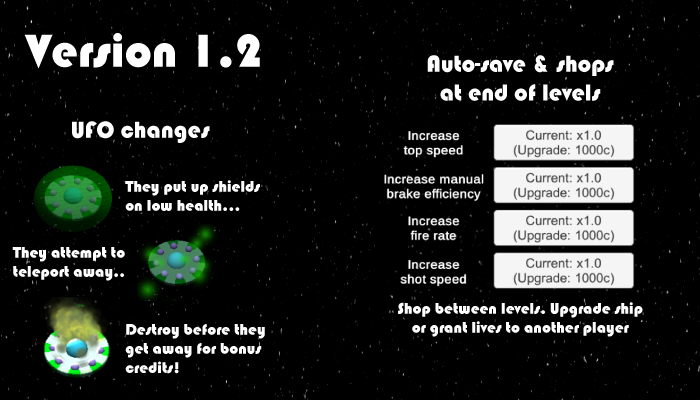 Version 1.2
UFO changes
They put up shields
on low health...
They attempt to
teleport away..
Destroy before they
get away for bonus
credits!
Auto-save & shops
at end of levels
Increase
top speed
Current: x1.0
(Upgrade: 1000c)
Increase manual
brake efficiency
Current: x1.0
(Upgrade: 1000c)
Increase
fire rate
Current: x1.0
(Upgrade: 1000c)
Increase
shot speed
Current: x1.0
(Upgrade: 1000c)
Shop between levels. Upgrade ship
or grant lives to another player